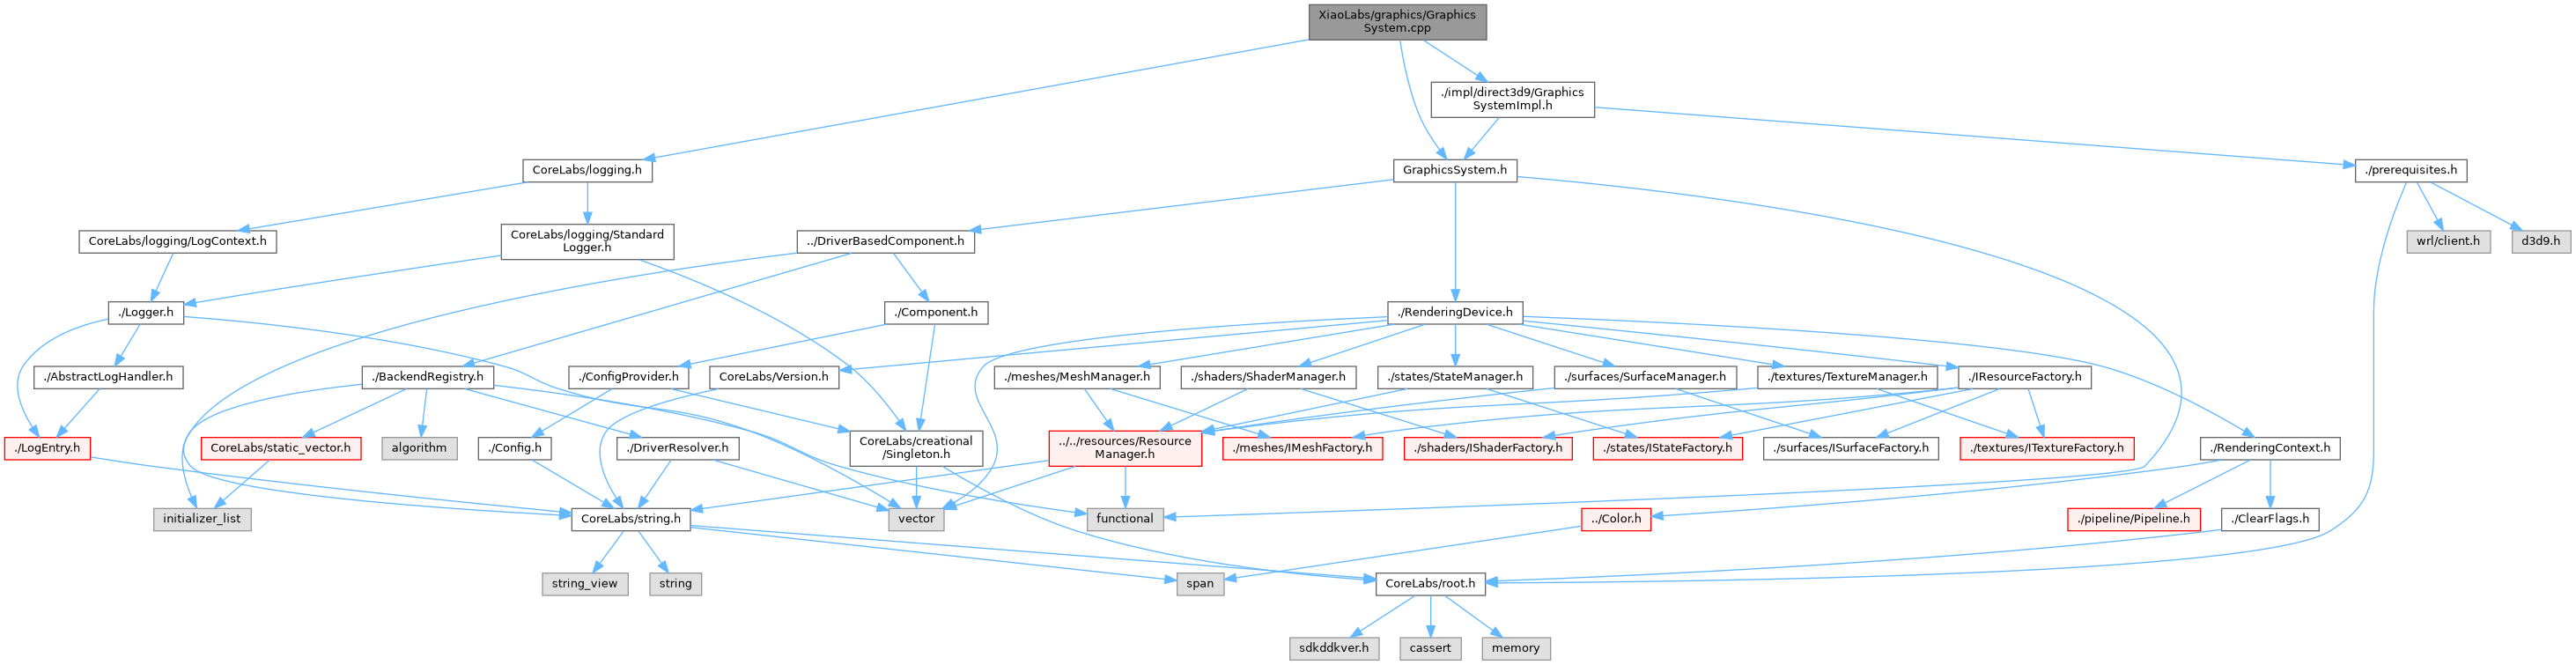 XiaoLabs/graphics/Graphics
System.cpp
./impl/direct3d9/Graphics
SystemImpl.h
CoreLabs/logging.h
GraphicsSystem.h
./prerequisites.h
CoreLabs/logging/LogContext.h
CoreLabs/logging/Standard
Logger.h
../DriverBasedComponent.h
wrl/client.h
d3d9.h
./Logger.h
./Component.h
./RenderingDevice.h
./AbstractLogHandler.h
./BackendRegistry.h
./ConfigProvider.h
CoreLabs/Version.h
./meshes/MeshManager.h
./shaders/ShaderManager.h
./states/StateManager.h
./surfaces/SurfaceManager.h
./textures/TextureManager.h
./IResourceFactory.h
./LogEntry.h
CoreLabs/static_vector.h
algorithm
./Config.h
./DriverResolver.h
CoreLabs/creational
/Singleton.h
../../resources/Resource
Manager.h
./meshes/IMeshFactory.h
./shaders/IShaderFactory.h
./states/IStateFactory.h
./surfaces/ISurfaceFactory.h
./textures/ITextureFactory.h
./RenderingContext.h
initializer_list
CoreLabs/string.h
vector
functional
../Color.h
./pipeline/Pipeline.h
./ClearFlags.h
string_view
string
span
CoreLabs/root.h
sdkddkver.h
cassert
memory